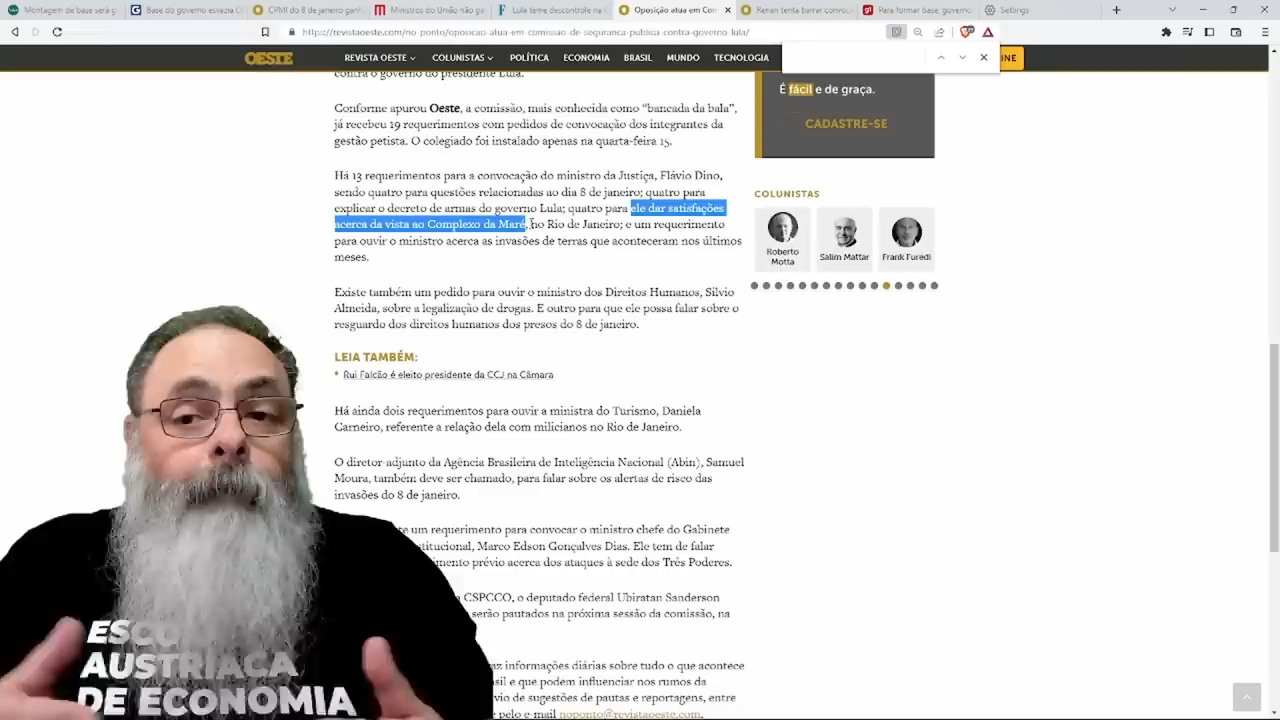 Montagem de base será g
Base do governo esvazia C
CPMI do 8 de janeiro ganh
Ministros do União não ga
Lula teme descontrole na C
Oposição atua em Com
Renan tenta barrar convoc
Para formar base, governo
Settings
https://revistaoeste.com/no-ponto/oposicao-atua-em-comissao-de-seguranca-publica-contra-governo-lula/
OESTE
REVISTA OESTE
COLUNISTAS
POLÍTICA
ECONOMIA
BRASIL
MUNDO
TECNOLOGIA
NE
contra o governo do presidente Lula.
Conforme apurou Oeste, a comissão, mais conhecida como “bancada da bala”,
já recebeu 19 requerimentos com pedidos de convocação dos integrantes da
gestão petista. O colegiado foi instalado apenas na quarta-feira 15.
Há 13 requerimentos para a convocação do ministro da Justiça, Flávio Dino,
sendo quatro para questões relacionadas ao dia 8 de janeiro; quatro para
explicar o decreto de armas do governo Lula; quatro para ele dar satisfações
acerca da vista ao Complexo da Maré, no Rio de Janeiro; e um requerimento
para ouvir o ministro acerca as invasões de terras que aconteceram nos últimos
meses.
Existe também um pedido para ouvir o ministro dos Direitos Humanos, Silvio
Almeida, sobre a legalização de drogas. E outro para que ele possa falar sobre o
resguardo dos direitos humanos dos presos do 8 de janeiro.
LEIA TAMBÉM:
Rui Falcão é eleito presidente da CCJ na Câmara
Há ainda dois requerimentos para ouvir a ministra do Turismo, Daniela
Carneiro, referente a relação dela com milicianos no Rio de Janeiro.
O diretor-adjunto da Agência Brasileira de Inteligência Nacional (Abin), Samuel
Moura, também deve ser chamado, para falar sobre os alertas de risco das
invasões do 8 de janeiro.
te um requerimento para convocar o ministro chefe do Gabinete
titucional, Marco Edson Gonçalves Dias. Ele tem de falar
mento prévio acerca dos ataques à sede dos Três Poderes.
a CSPCCO, o deputado federal Ubiratan Sanderson
serão pautados na próxima sessão da comissão, na
az informações diárias sobre tudo o que acontece
sil e que podem influenciar nos rumos da
vio de sugestões de pautas e reportagens, entre
e pelo e-mail noponto@revistaoeste.com.
É fácil e de graça.
CADASTRE-SE
COLUNISTAS
Roberto
Motta
Salim Mattar
Frank Furedi
ESCO
AUSTRIACA
DE ECONOMIA